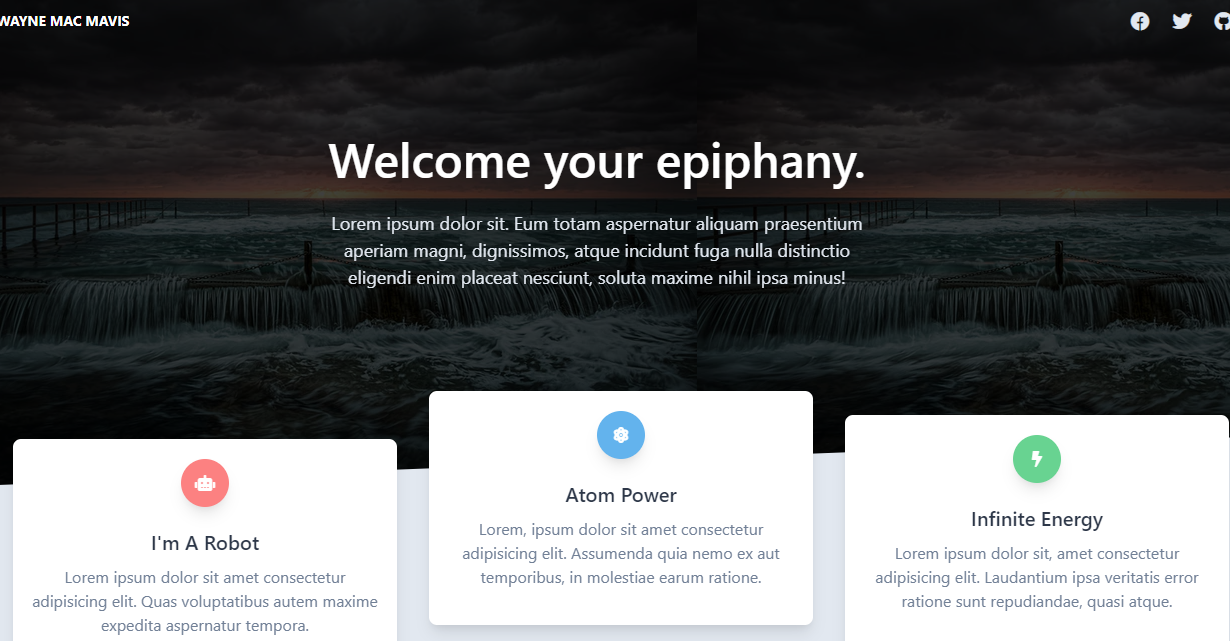 WAYNE MAC MAVIS
Welcome your epiphany.
Lorem ipsum dolor sit. Eum totam aspernatur aliquam praesentium
aperiam magni, dignissimos, atque incidunt fuga nulla distinctio
eligendi enim placeat nesciunt, soluta maxime nihil ipsa minus!
I'm A Robot
Lorem ipsum dolor sit amet consectetur
adipisicing elit. Quas voluptatibus autem maxime
expedita aspernatur tempora.
Atom Power
Lorem, ipsum dolor sit amet consectetur
adipisicing elit. Assumenda quia nemo ex aut
temporibus, in molestiae earum ratione.
Infinite Energy
Lorem ipsum dolor sit, amet consectetur
adipisicing elit. Laudantium ipsa veritatis error
ratione sunt repudiandae, quasi atque.